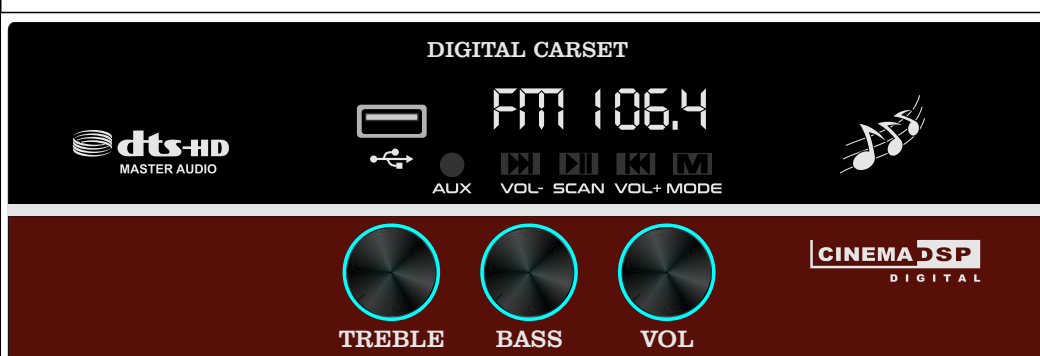 DIGITAL CARSET
FM 106.4
dts-HD
MASTER AUDIO
AUX VOL- SCAN VOL+ MODE
M
CINEMA DSP
DIGITAL
TREBLE BASS VOL